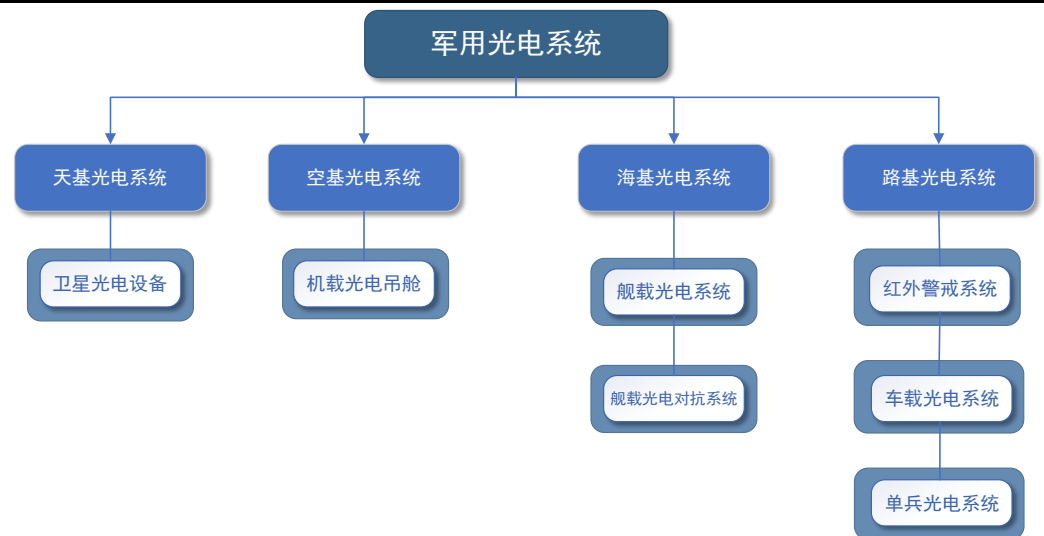 军用光电系统
天基光电系统
空基光电系统
海基光电系统
路基光电系统
卫星光电设备
机载光电吊舱
舰载光电系统
红外警戒系统
舰载光电对抗系统
车载光电系统
单兵光电系统